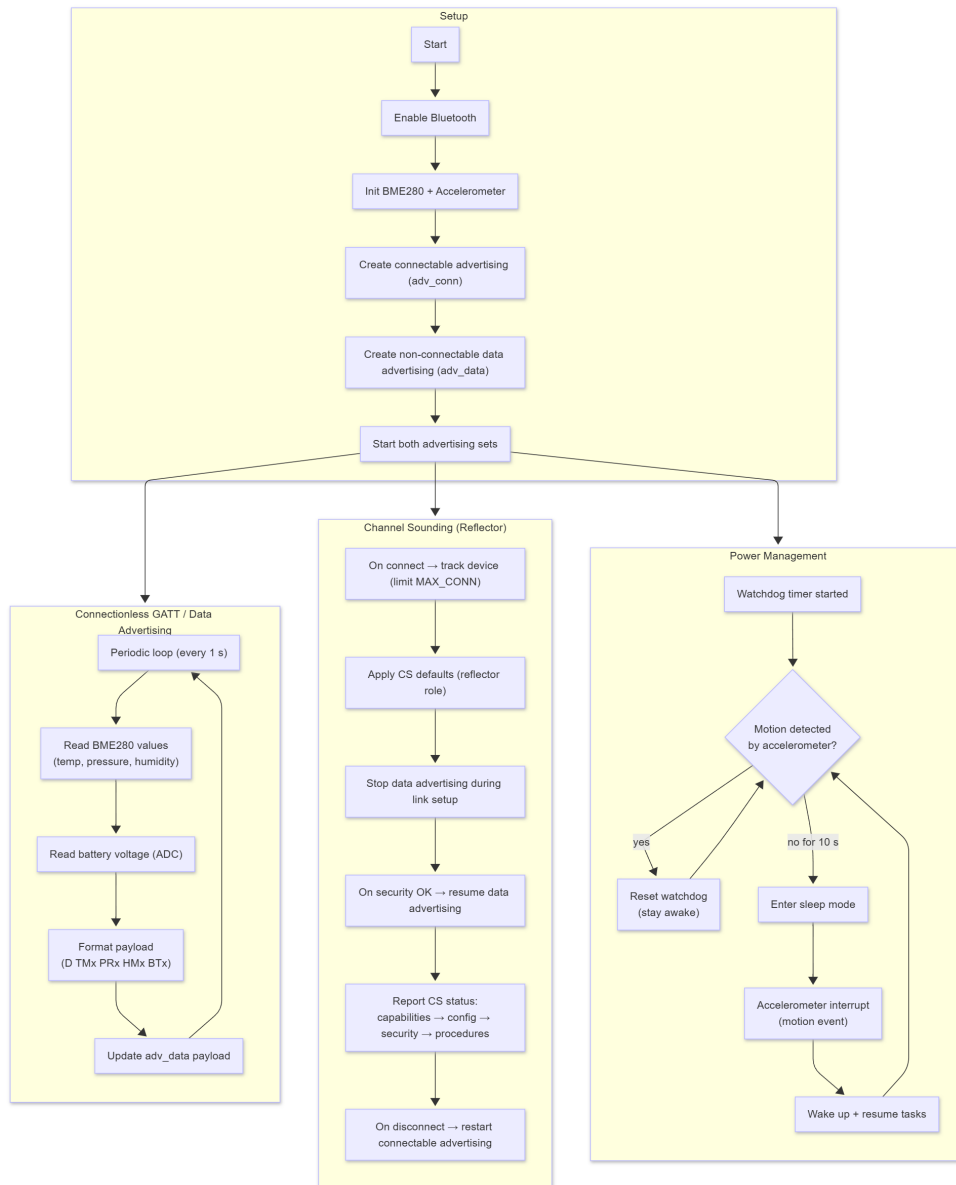 Setup
Start
Enable Bluetooth
Init BME280 + Accelerometer
Create connectable advertising
(adv_conn)
Create non-connectable data
advertising (adv_data)
Start both advertising sets
Connectionless GATT / Data
Advertising
Periodic loop (every 1 s)
Read BME280 values
(temp, pressure, humidity)
Read battery voltage (ADC)
Format payload
(D TMx PRx HMx BTx)
Update adv_data payload
Channel Sounding (Reflector)
On connect → track device
(limit MAX_CONN)
Apply CS defaults (reflector
role)
Stop data advertising during
link setup
On security OK → resume data
advertising
Report CS status:
capabilities → config →
security → procedures
On disconnect → restart
connectable advertising
Power Management
Watchdog timer started
Motion detected
by accelerometer?
yes
no for 10 s
Reset watchdog
(stay awake)
Enter sleep mode
Accelerometer interrupt
(motion event)
Wake up + resume tasks